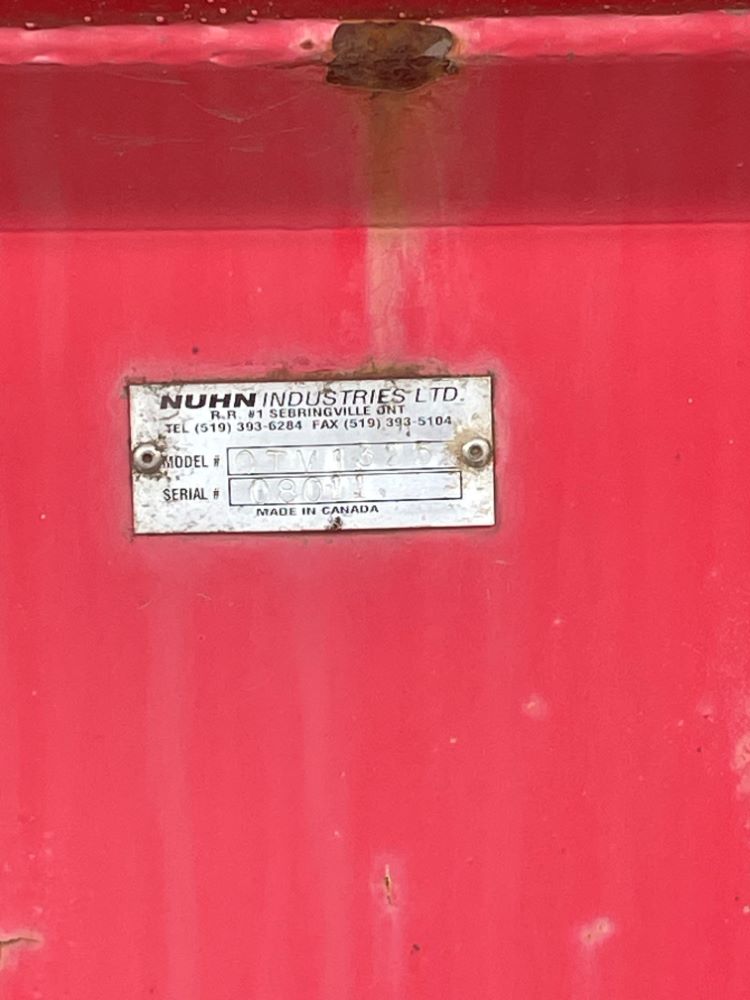 NUHN INDUSTRIES LTD.
R.R. #1 SEBRINGVILLE ONT
TEL (519) 393-6284 FAX (519) 393-5104
MODEL #
SERIAL # 08011
MADE IN CANADA